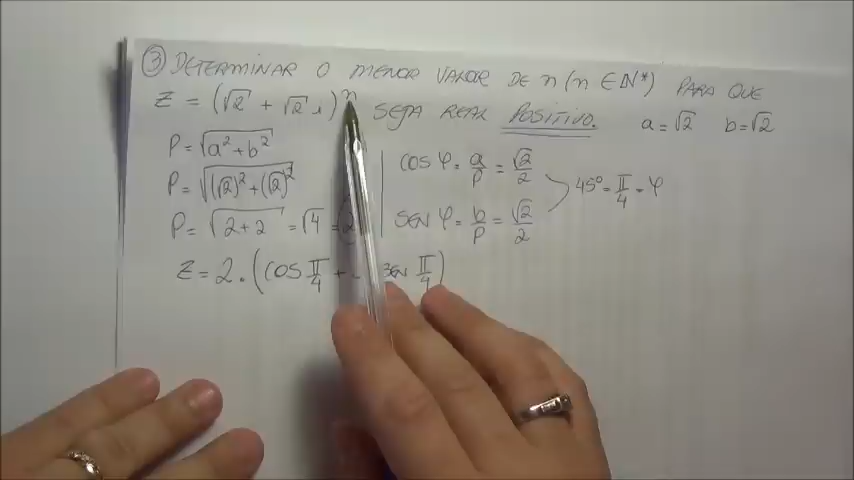 ③ DETERMINAR O MENOR VALOR DE n (n ∈ ℕ*) PARA QUE
Z = (√2 + √2 i)ⁿ SEJA REAL POSITIVO. a = √2 b = √2
ρ = √(a² + b²)
ρ = √((√2)² + (√2)²)
ρ = √(2 + 2) = √4 = 2
COS φ = a/ρ = √2/2
SEN φ = b/ρ = √2/2
45° = π/4 = φ
Z = 2 . (COS π/4 + SEN π/4)